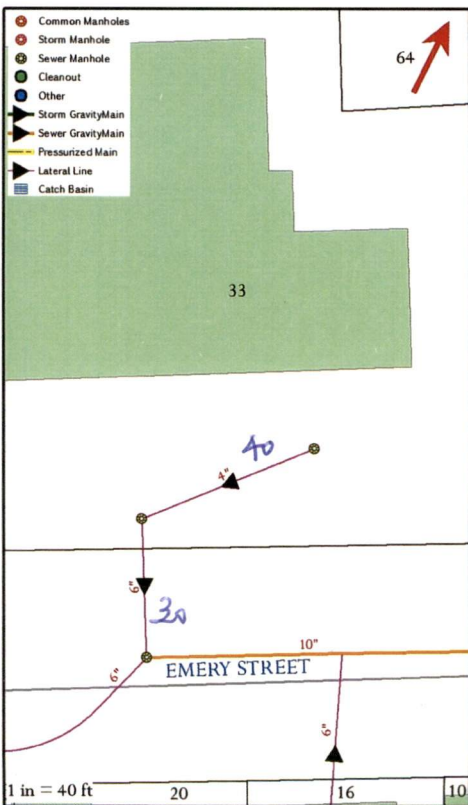 Common Manholes
Storm Manhole
Sewer Manhole
Cleanout
Other
Storm GravityMain
Sewer GravityMain
Pressurized Main
Lateral Line
Catch Basin
64
33
40
4"
6"
30
10"
EMERY STREET
6"
6"
1 in = 40 ft
20
16
10